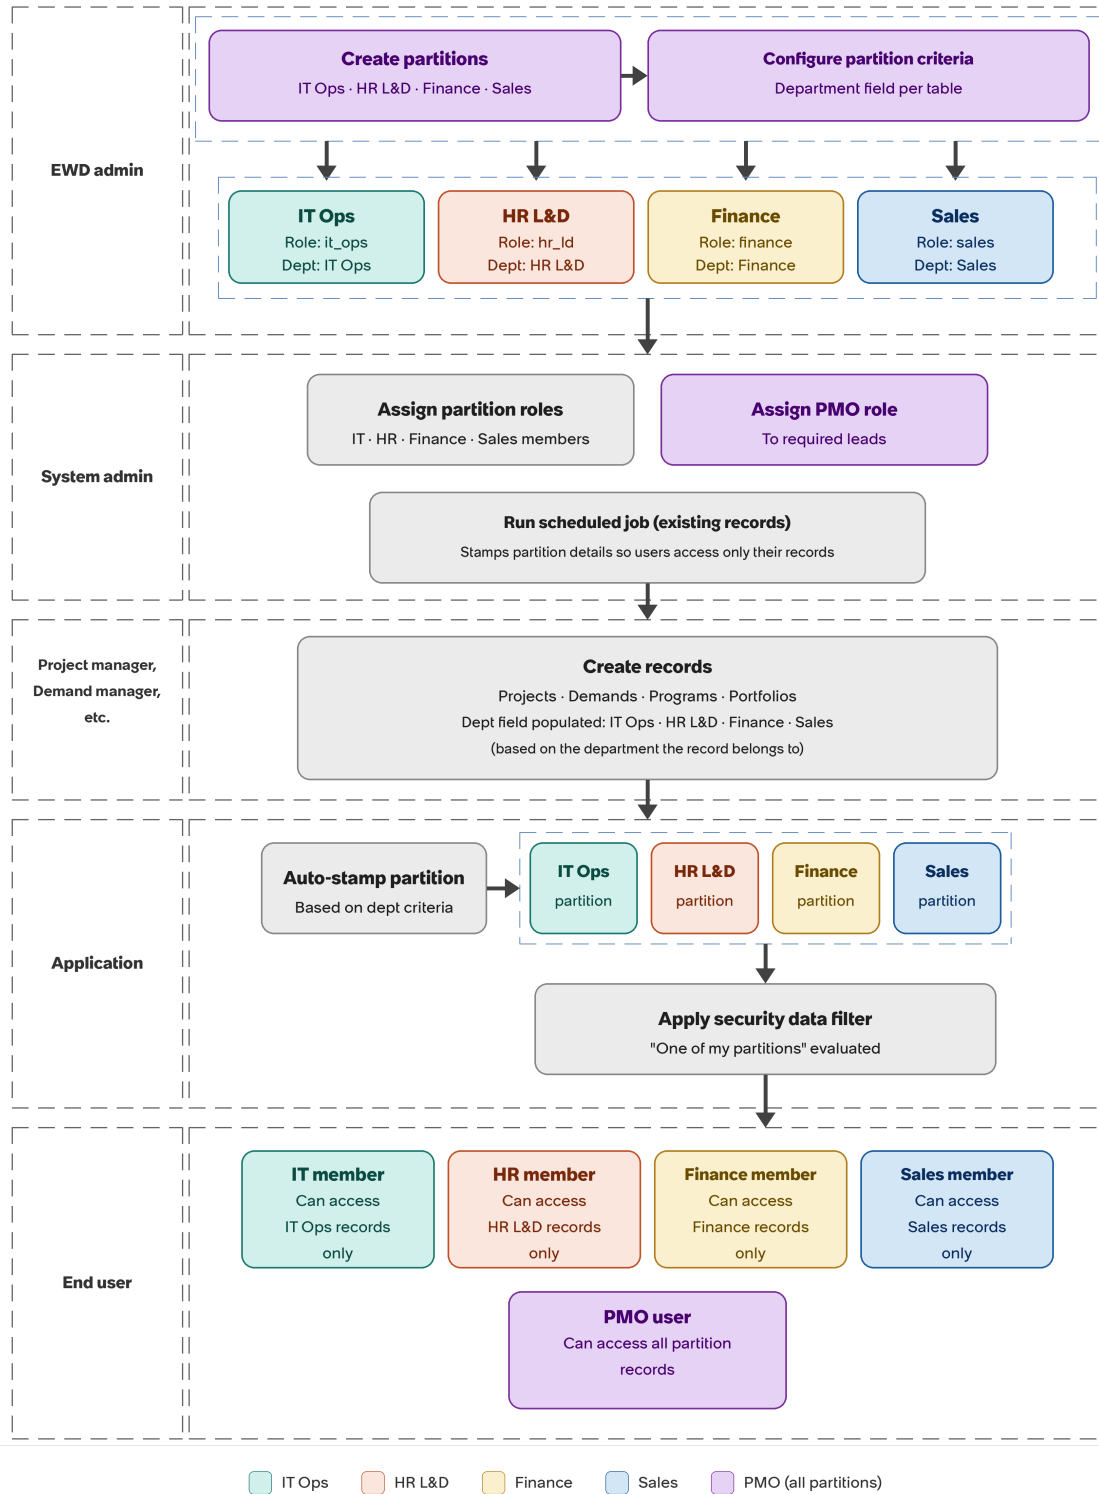 Create partitions
IT Ops · HR L&D · Finance · Sales
Configure partition criteria
Department field per table
EWD admin
IT Ops
Role: it_ops
Dept: IT Ops
HR L&D
Role: hr_ld
Dept: HR L&D
Finance
Role: finance
Dept: Finance
Sales
Role: sales
Dept: Sales
System admin
Assign partition roles
IT · HR · Finance · Sales members
Assign PMO role
To required leads
Run scheduled job (existing records)
Stamps partition details so users access only their records
Project manager,
Demand manager,
etc.
Create records
Projects · Demands · Programs · Portfolios
Dept field populated: IT Ops · HR L&D · Finance · Sales
(based on the department the record belongs to)
Application
Auto-stamp partition
Based on dept criteria
IT Ops
partition
HR L&D
partition
Finance
partition
Sales
partition
Apply security data filter
"One of my partitions" evaluated
End user
IT member
Can access
IT Ops records
only
HR member
Can access
HR L&D records
only
Finance member
Can access
Finance records
only
Sales member
Can access
Sales records
only
PMO user
Can access all partition
records
IT Ops
HR L&D
Finance
Sales
PMO (all partitions)